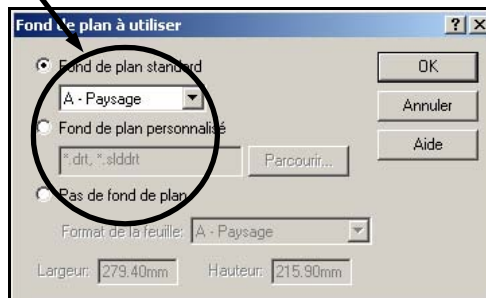 Fond de plan à utiliser
Fond de plan standard
OK
A - Paysage
Annuler
Fond de plan personnalisé
Aide
*.drt, *.slddrt
Parcourir...
Pas de fond de plan
Format de la feuille: A - Paysage
Largeur: 279.40mm Hauteur: 215.90mm